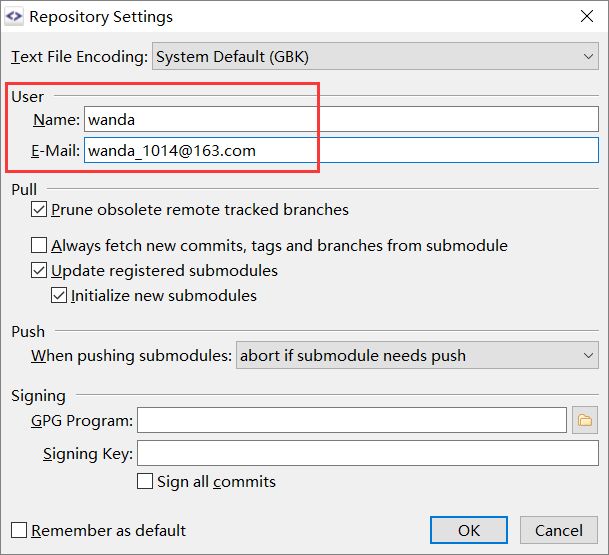 Repository Settings
Text File Encoding: System Default (GBK)
User
Name: wanda
E-Mail: wanda_1014@163.com
Pull
Prune obsolete remote tracked branches
Always fetch new commits, tags and branches from submodule
Update registered submodules
Initialize new submodules
Push
When pushing submodules: abort if submodule needs push
Signing
GPG Program:
Signing Key:
Sign all commits
Remember as default
OK Cancel